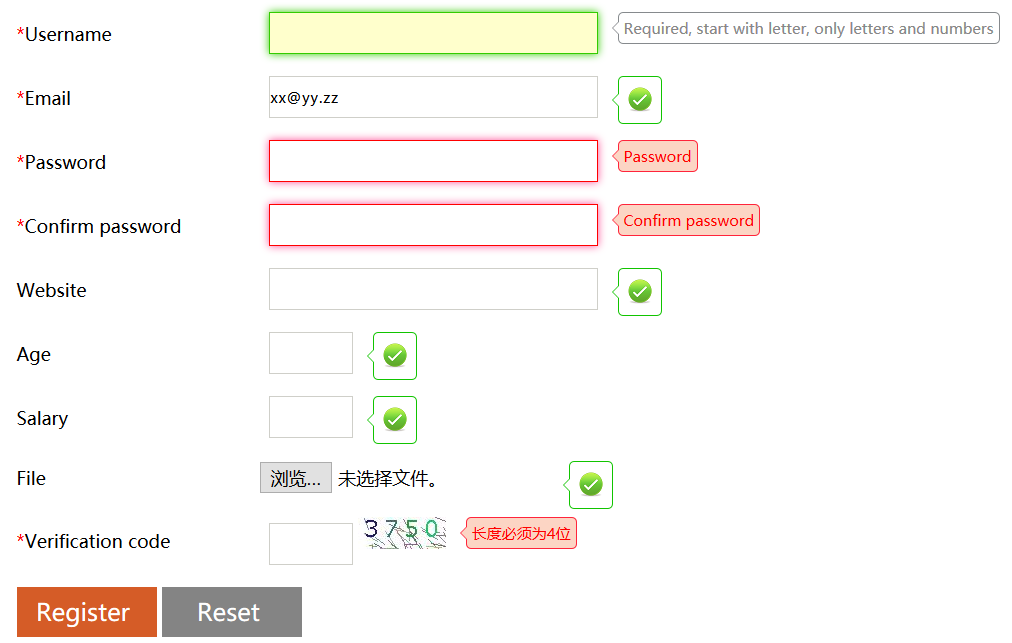 *Username
Required, start with letter, only letters and numbers
*Email
xx@yy.zz
*Password
Password
*Confirm password
Confirm password
Website
Age
Salary
File
浏览... 未选择文件。
*Verification code
3750
长度必须为4位
Register
Reset